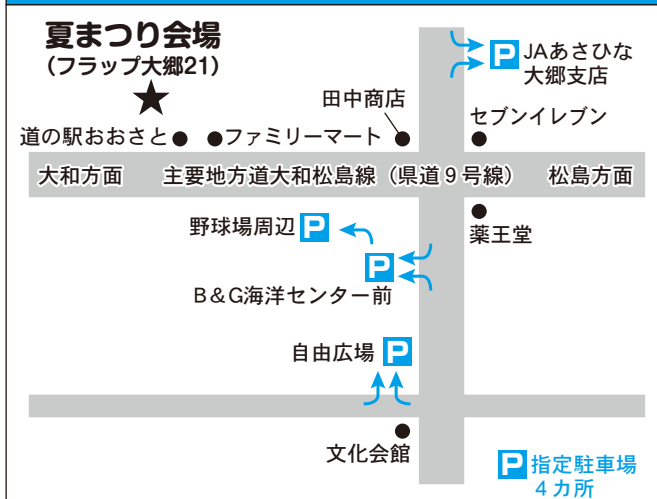 夏まつり会場
(フラップ大郷21)
P JAあさひな
大郷支店
田中商店
セブンイレブン
道の駅おおさと
ファミリーマート
大和方面 主要地方道大和松島線（県道９号線） 松島方面
野球場周辺 P
薬王堂
P
B＆G海洋センター前
自由広場 P
文化会館
P 指定駐車場
４カ所